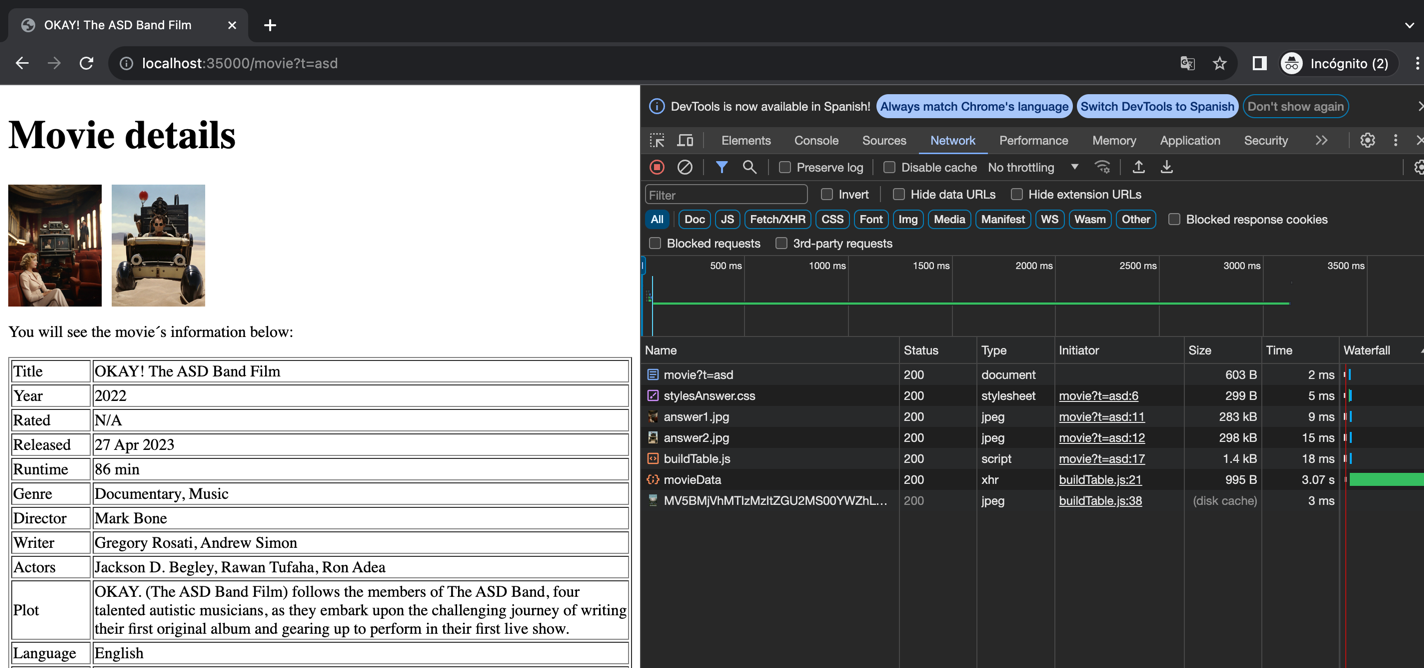 OKAY! The ASD Band Film
localhost:35000/movie?t=asd
Incógnito (2)
Movie details
You will see the movie´s information below:
Title OKAY! The ASD Band Film
Year 2022
Rated N/A
Released 27 Apr 2023
Runtime 86 min
Genre Documentary, Music
Director Mark Bone
Writer Gregory Rosati, Andrew Simon
Actors Jackson D. Begley, Rawan Tufaha, Ron Adea
Plot OKAY. (The ASD Band Film) follows the members of The ASD Band, four
talented autistic musicians, as they embark upon the challenging journey of writing
their first original album and gearing up to perform in their first live show.
Language English
DevTools is now available in Spanish! Always match Chrome's language Switch DevTools to Spanish Don't show again
Elements Console Sources Network Performance Memory Application Security
Preserve log Disable cache No throttling
Filter Invert Hide data URLs Hide extension URLs
All Doc JS Fetch/XHR CSS Font Img Media Manifest WS Wasm Other Blocked response cookies
Blocked requests 3rd-party requests
500 ms 1000 ms 1500 ms 2000 ms 2500 ms 3000 ms 3500 ms
Name Status Type Initiator Size Time Waterfall
movie?t=asd 200 document 603 B 2 ms
stylesAnswer.css 200 stylesheet movie?t=asd:6 299 B 5 ms
answer1.jpg 200 jpeg movie?t=asd:11 283 kB 9 ms
answer2.jpg 200 jpeg movie?t=asd:12 298 kB 15 ms
buildTable.js 200 script movie?t=asd:17 1.4 kB 18 ms
movieData 200 xhr buildTable.js:21 995 B 3.07 s
MV5BMjVhMTIzMzItZGU2MS00YWZhL... 200 jpeg buildTable.js:38 (disk cache) 3 ms